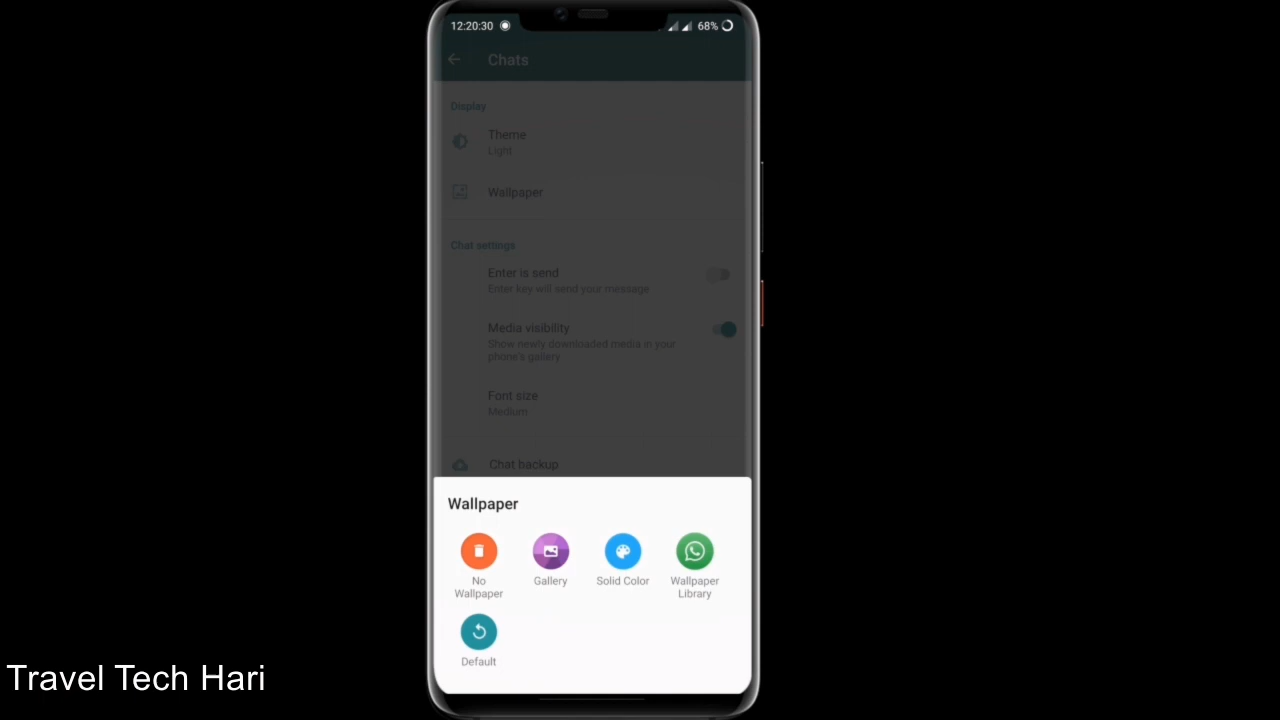 12:20:30 68%
Chats
Display
Theme
Light
Wallpaper
Chat settings
Enter is send
Enter key will send your message
Media visibility
Show newly downloaded media in your
phone's gallery
Font size
Medium
Chat backup
Wallpaper
No
Wallpaper
Gallery
Solid Color
Wallpaper
Library
Default
Travel Tech Hari